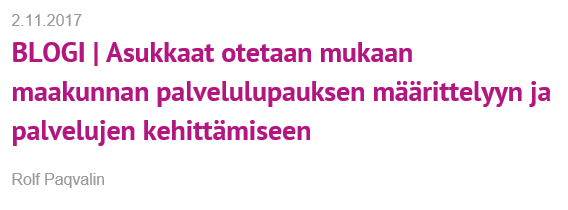 2.11.2017
BLOGI | Asukkaat otetaan mukaan
maakunnan palvelulupauksen määrittelyyn ja
palvelujen kehittämiseen
Rolf Paqvalin